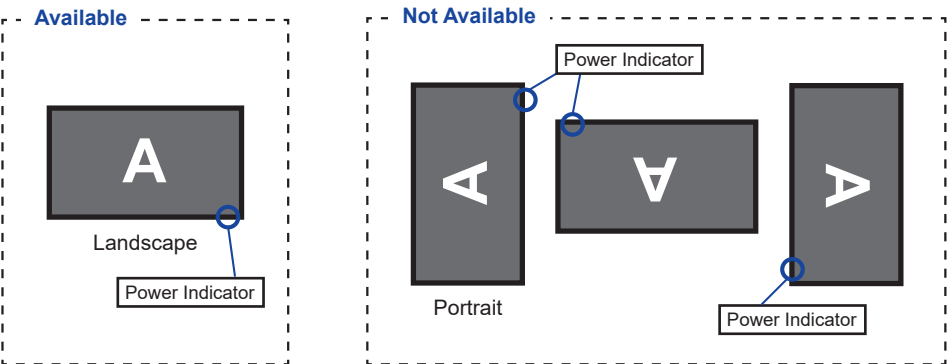 Available
A
Landscape
Power Indicator
Not Available
Power Indicator
A
A
A
Portrait
Power Indicator